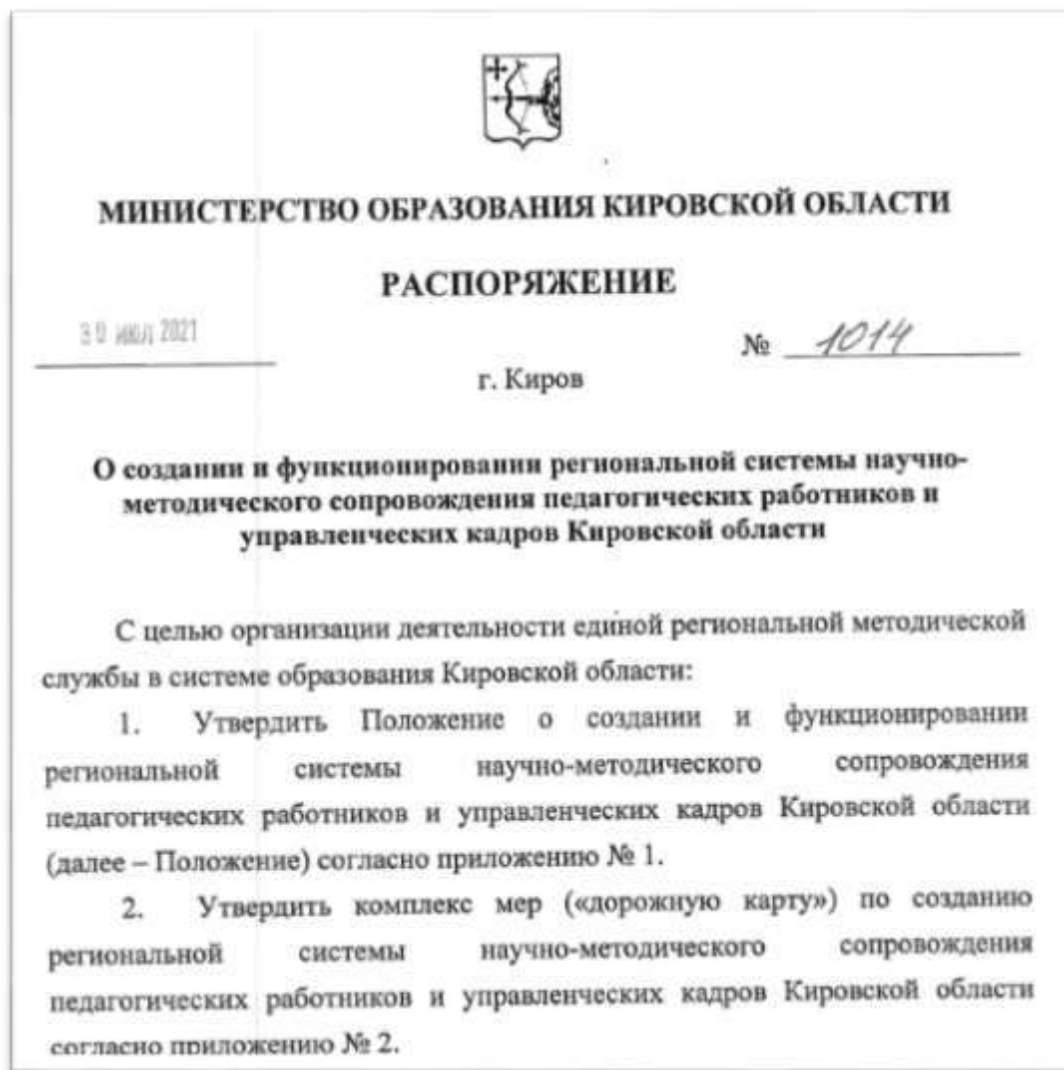 МИНИСТЕРСТВО ОБРАЗОВАНИЯ КИРОВСКОЙ ОБЛАСТИ
РАСПОРЯЖЕНИЕ
30 июл 2021
№ 1014
г. Киров
О создании и функционировании региональной системы научно-
методического сопровождения педагогических работников и
управленческих кадров Кировской области
С целью организации деятельности единой региональной методической
службы в системе образования Кировской области:
1. Утвердить Положение о создании и функционировании
региональной системы научно-методического сопровождения
педагогических работников и управленческих кадров Кировской области
(далее – Положение) согласно приложению № 1.
2. Утвердить комплекс мер («дорожную карту») по созданию
региональной системы научно-методического сопровождения
педагогических работников и управленческих кадров Кировской области
согласно приложению № 2.